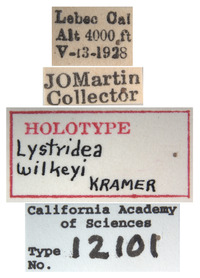 Lebec Cal
Alt 4000 ft
V-13-1928
JOMartin
Collector
HOLOTYPE
Lystridea
wilkeyi
KRAMER
California Academy
of Sciences
Type 12101
No.